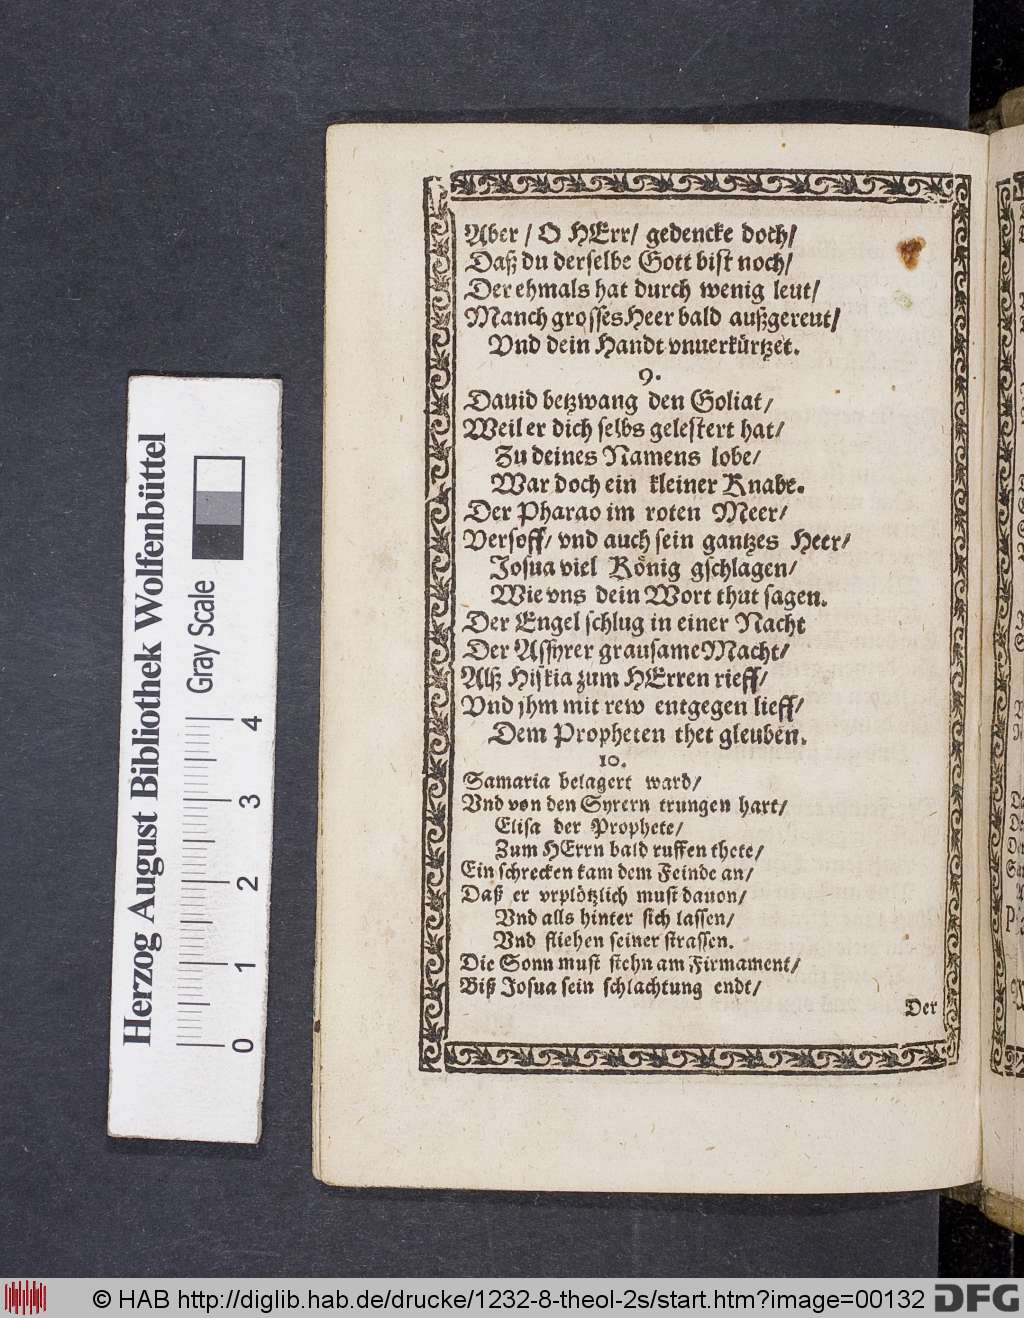 Aber / O HErr / gedencke doch /
Daß du derselbe Gott bist noch /
Der ehmals hat durch wenig leut /
Manch grosses Heer bald außgereut /
Vnd dein Handt vnuerkürtzet.
9.
Dauid betzwang den Goliat /
Weil er dich selbs gelestert hat /
Zu deines Namens lobe /
War doch ein kleiner Knabe.
Der Pharao im roten Meer /
Versoff / vnd auch sein gantzes Heer /
Josua viel König gschlagen /
Wie vns dein Wort thut sagen.
Der Engel schlug in einer Nacht
Der Assyrer grausame Macht /
Alß Hiskia zum HErren rieff /
Vnd jhm mit rew entgegen lieff /
Dem Propheten thet gleuben.
10.
Samaria belagert ward /
Vnd von den Syrern trungen hart /
Elisa der Prophete /
Zum HErrn bald ruffen thete /
Ein schrecken kam dem Feinde an /
Daß er vrplötzlich must dauon /
Vnd alls hinter sich lassen /
Vnd fliehen seiner strassen.
Die Sonn must stehn am Firmament /
Biß Josua sein schlachtung endt /
Der
Herzog August Bibliothek Wolfenbüttel
Gray Scale
0 1 2 3 4
© HAB http://diglib.hab.de/drucke/1232-8-theol-2s/start.htm?image=00132
DFG